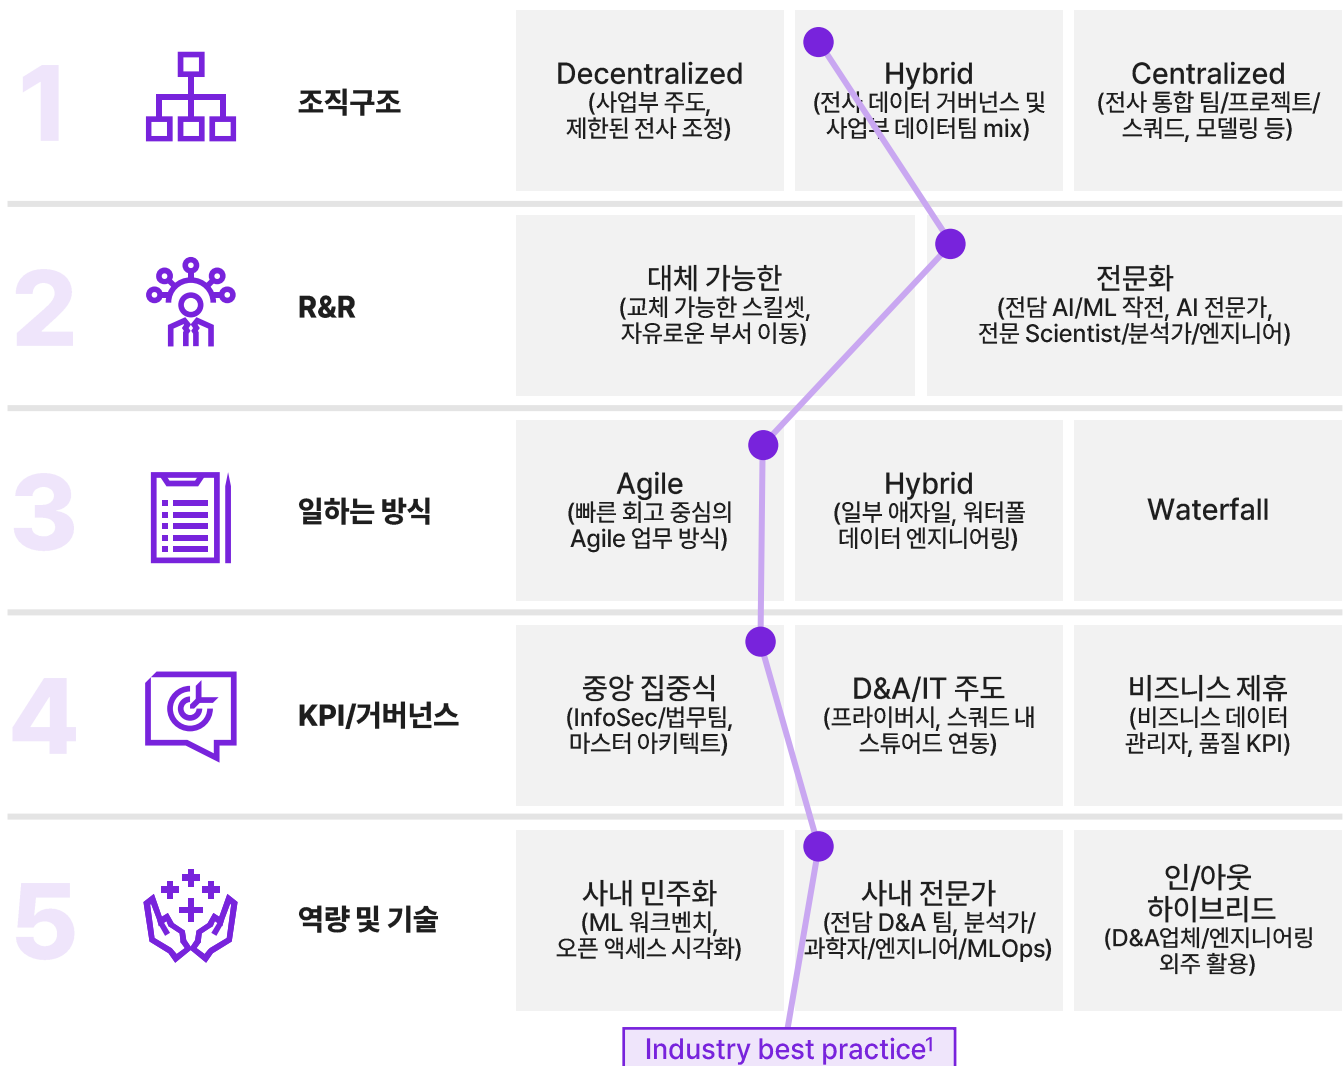 1
조직구조
Decentralized
(사업부 주도,
제한된 전사 조정)
Hybrid
(전사 데이터 거버넌스 및
사업부 데이터팀 mix)
Centralized
(전사 통합 팀/프로젝트/
스쿼드, 모델링 등)
2
R&R
대체 가능한
(교체 가능한 스킬셋,
자유로운 부서 이동)
전문화
(전담 AI/ML 작전, AI 전문가,
전문 Scientist/분석가/엔지니어)
3
일하는 방식
Agile
(빠른 회고 중심의
Agile 업무 방식)
Hybrid
(일부 애자일, 워터폴
데이터 엔지니어링)
Waterfall
4
KPI/거버넌스
중앙 집중식
(InfoSec/법무팀,
마스터 아키텍트)
D&A/IT 주도
(프라이버시, 스쿼드 내
스튜어드 연동)
비즈니스 제휴
(비즈니스 데이터
관리자, 품질 KPI)
5
역량 및 기술
사내 민주화
(ML 워크벤치,
오픈 액세스 시각화)
사내 전문가
(전담 D&A 팀, 분석가/
과학자/엔지니어/MLOps)
인/아웃
하이브리드
(D&A업체/엔지니어링
외주 활용)
Industry best practice¹